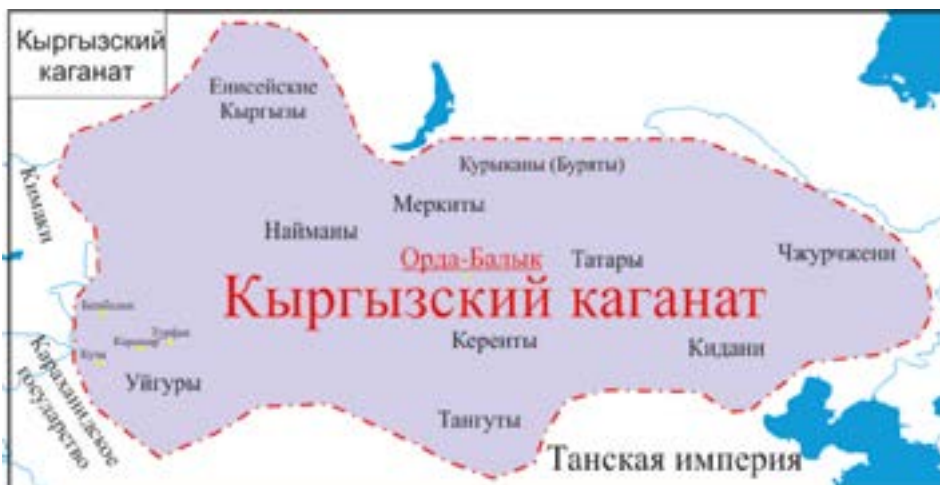 Кыргызский
каганат
Енисейские
Кыргызы
Курыканы (Буряты)
Кимаки
Меркиты
Найманы
Чжурчжени
Орда-Балык
Татары
Кыргызский каганат
Кереиты
Кидани
Караханидское
государство
Уйгуры
Тангуты
Танская империя